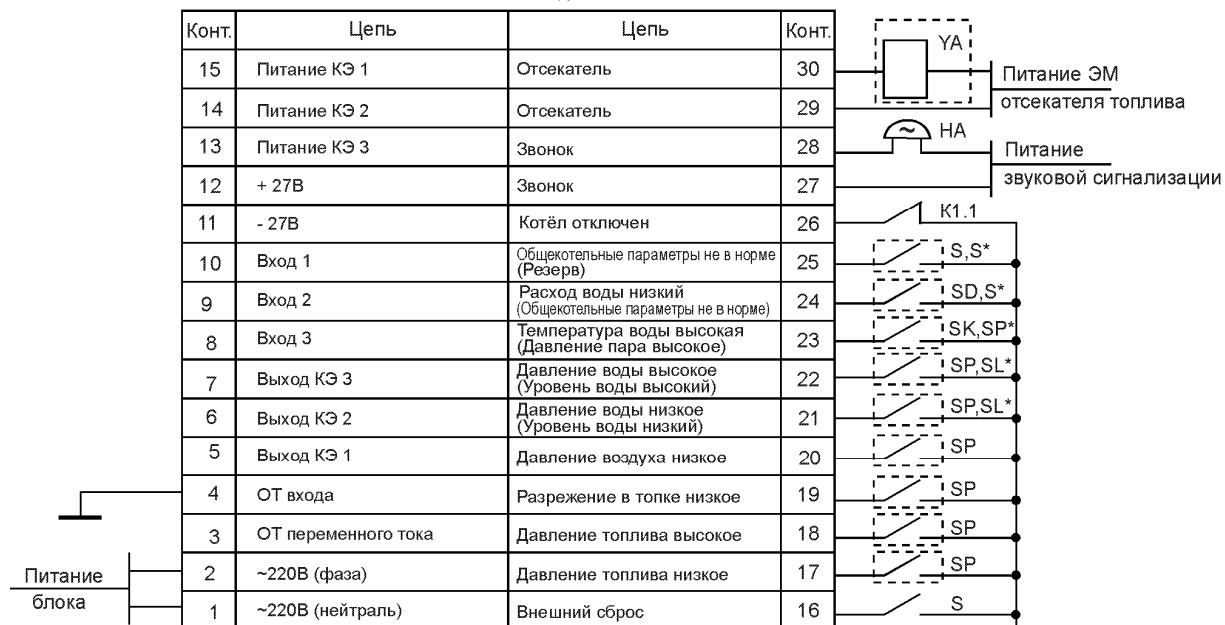 Конт. Цепь Цепь Конт.
15 Питание КЭ 1 Отсекатель 30
YA
Питание ЭМ
отсекателя топлива
14 Питание КЭ 2 Отсекатель 29
13 Питание КЭ 3 Звонок 28
~ HA
Питание
звуковой сигнализации
12 + 27В Звонок 27
11 - 27В Котёл отключен 26 К1.1
10 Вход 1 Общекотельные параметры не в норме
(Резерв) 25 S,S*
9 Вход 2 Расход воды низкий
(Общекотельные параметры не в норме) 24 SD,S*
8 Вход 3 Температура воды высокая
(Давление пара высокое) 23 SK,SP*
7 Выход КЭ 3 Давление воды высокое
(Уровень воды высокий) 22 SP,SL*
6 Выход КЭ 2 Давление воды низкое
(Уровень воды низкий) 21 SP,SL*
5 Выход КЭ 1 Давление воздуха низкое 20 SP
4 ОТ входа Разрежение в топке низкое 19 SP
3 ОТ переменного тока Давление топлива высокое 18 SP
Питание
блока
2 ~220В (фаза) Давление топлива низкое 17 SP
1 ~220В (нейтраль) Внешний сброс 16 S